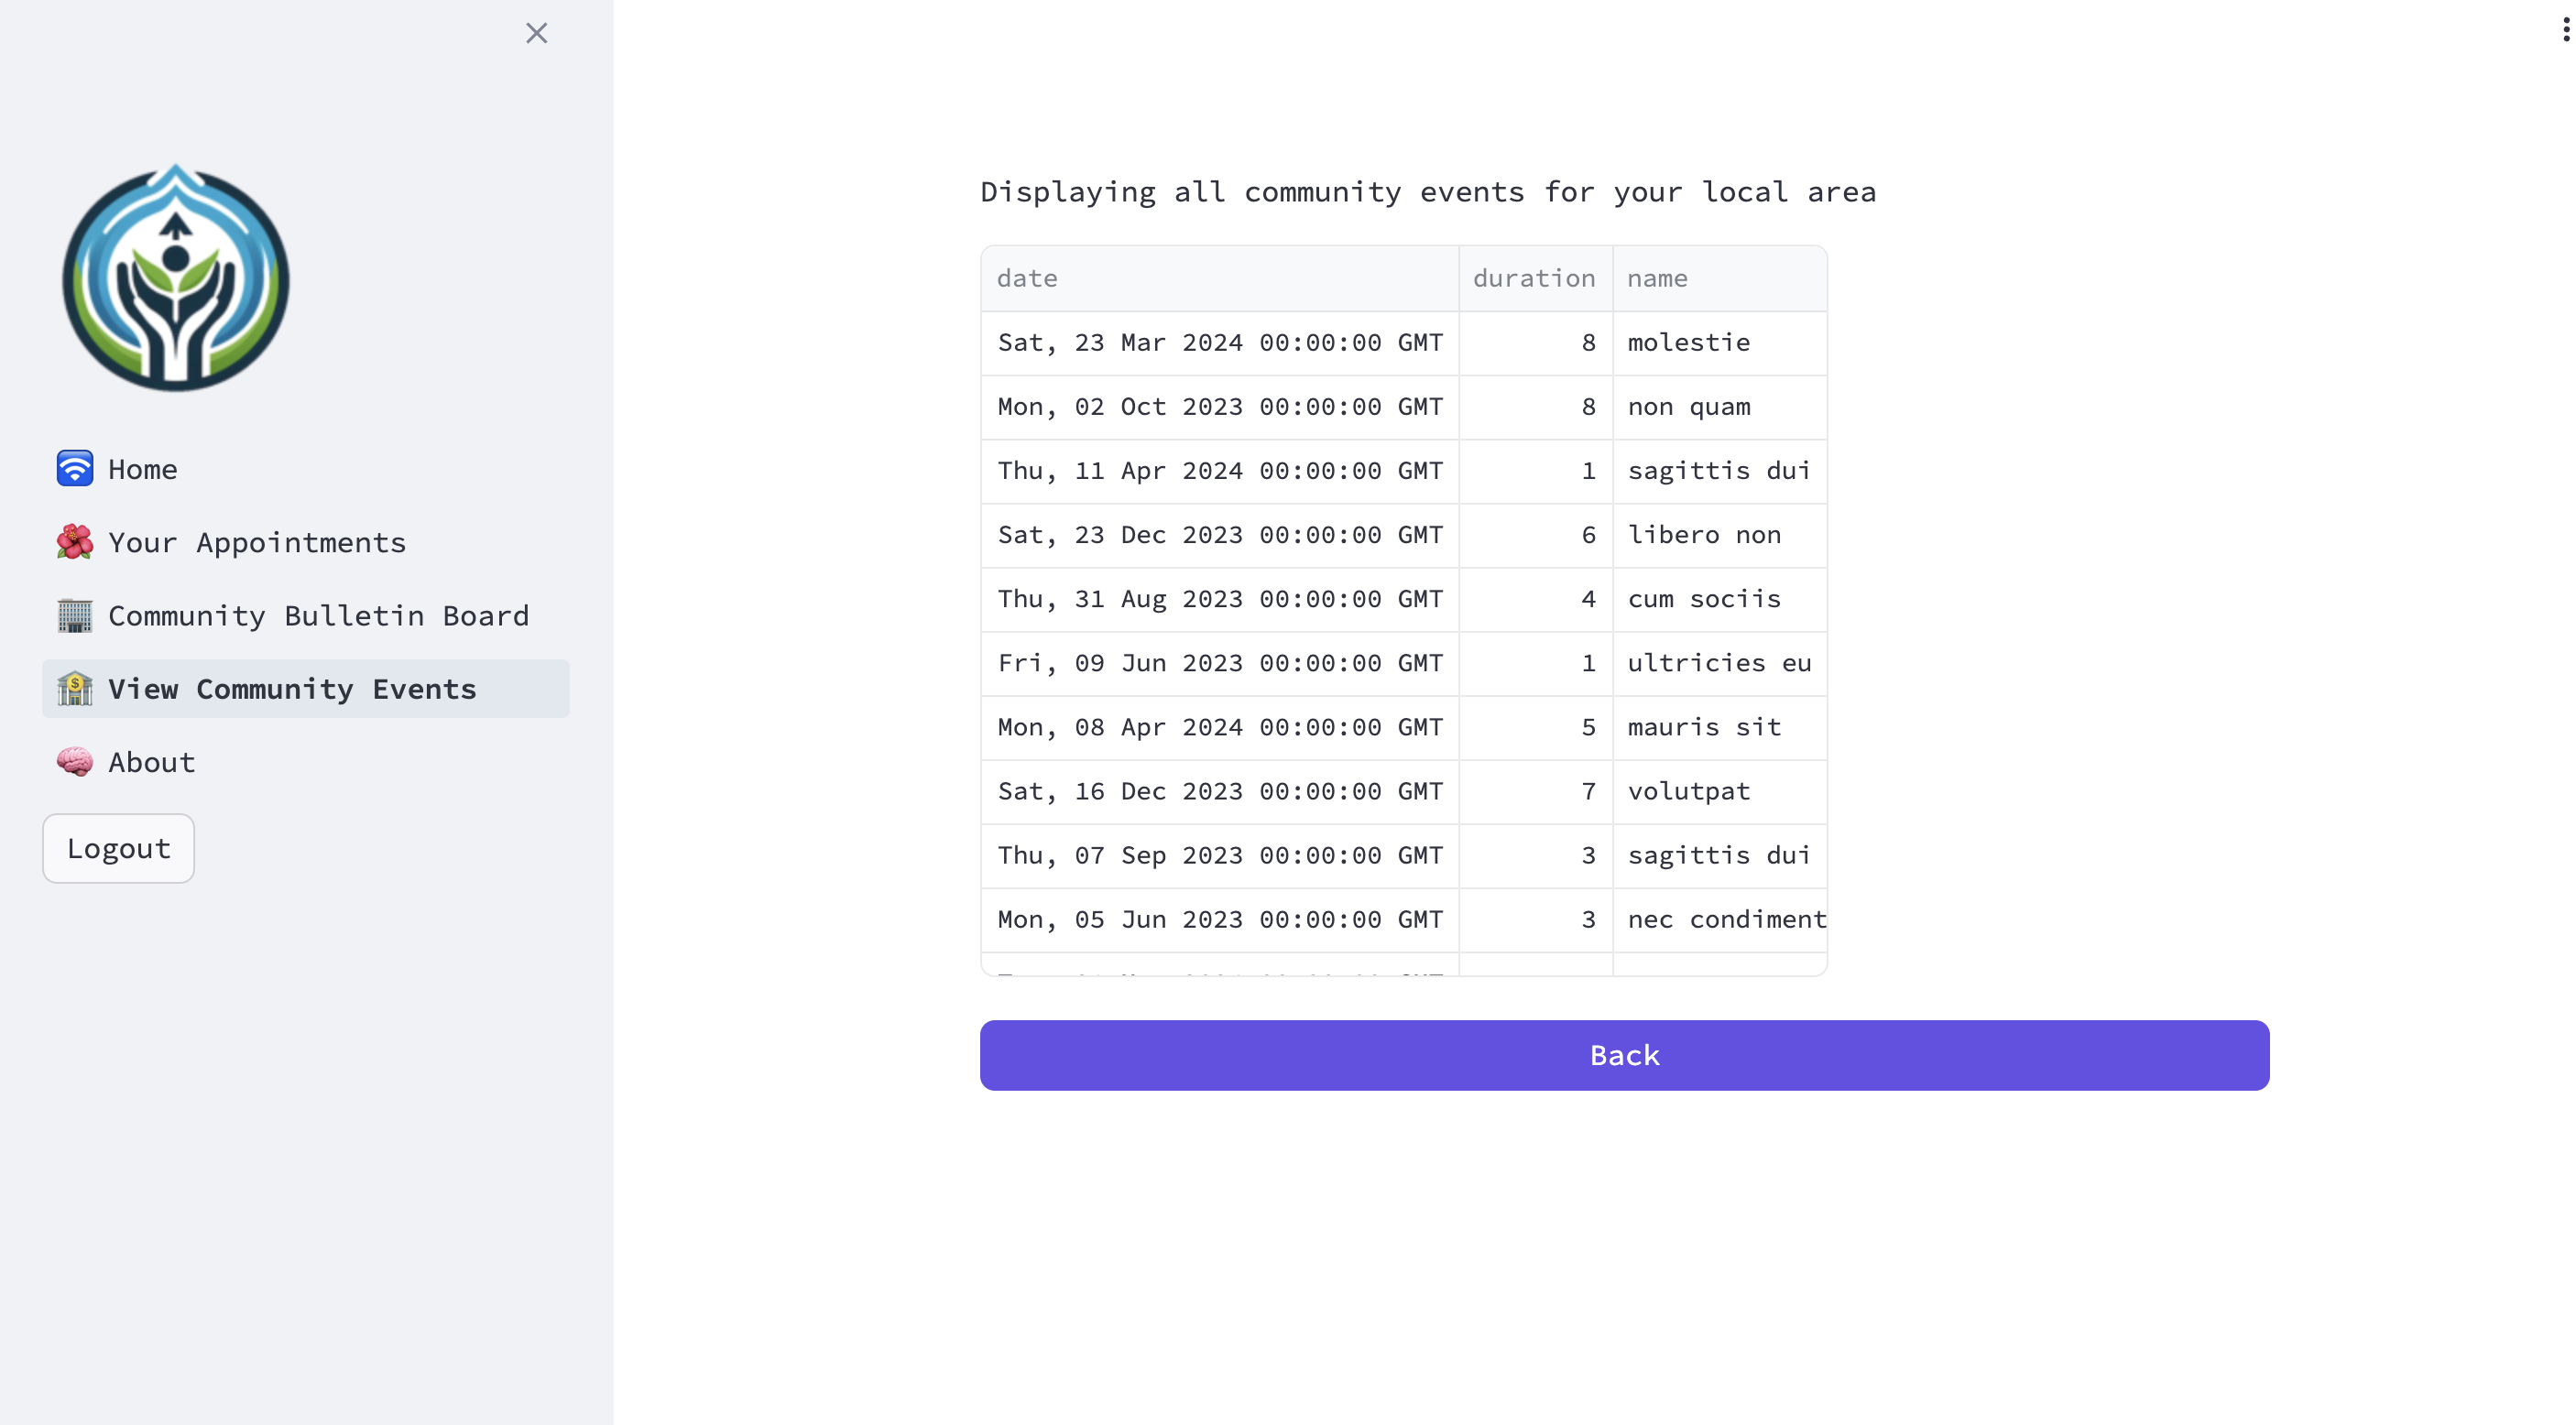 Home
Your Appointments
Community Bulletin Board
View Community Events
About
Logout
Displaying all community events for your local area
date duration name
Sat, 23 Mar 2024 00:00:00 GMT 8 molestie
Mon, 02 Oct 2023 00:00:00 GMT 8 non quam
Thu, 11 Apr 2024 00:00:00 GMT 1 sagittis dui
Sat, 23 Dec 2023 00:00:00 GMT 6 libero non
Thu, 31 Aug 2023 00:00:00 GMT 4 cum sociis
Fri, 09 Jun 2023 00:00:00 GMT 1 ultricies eu
Mon, 08 Apr 2024 00:00:00 GMT 5 mauris sit
Sat, 16 Dec 2023 00:00:00 GMT 7 volutpat
Thu, 07 Sep 2023 00:00:00 GMT 3 sagittis dui
Mon, 05 Jun 2023 00:00:00 GMT 3 nec condiment
Back